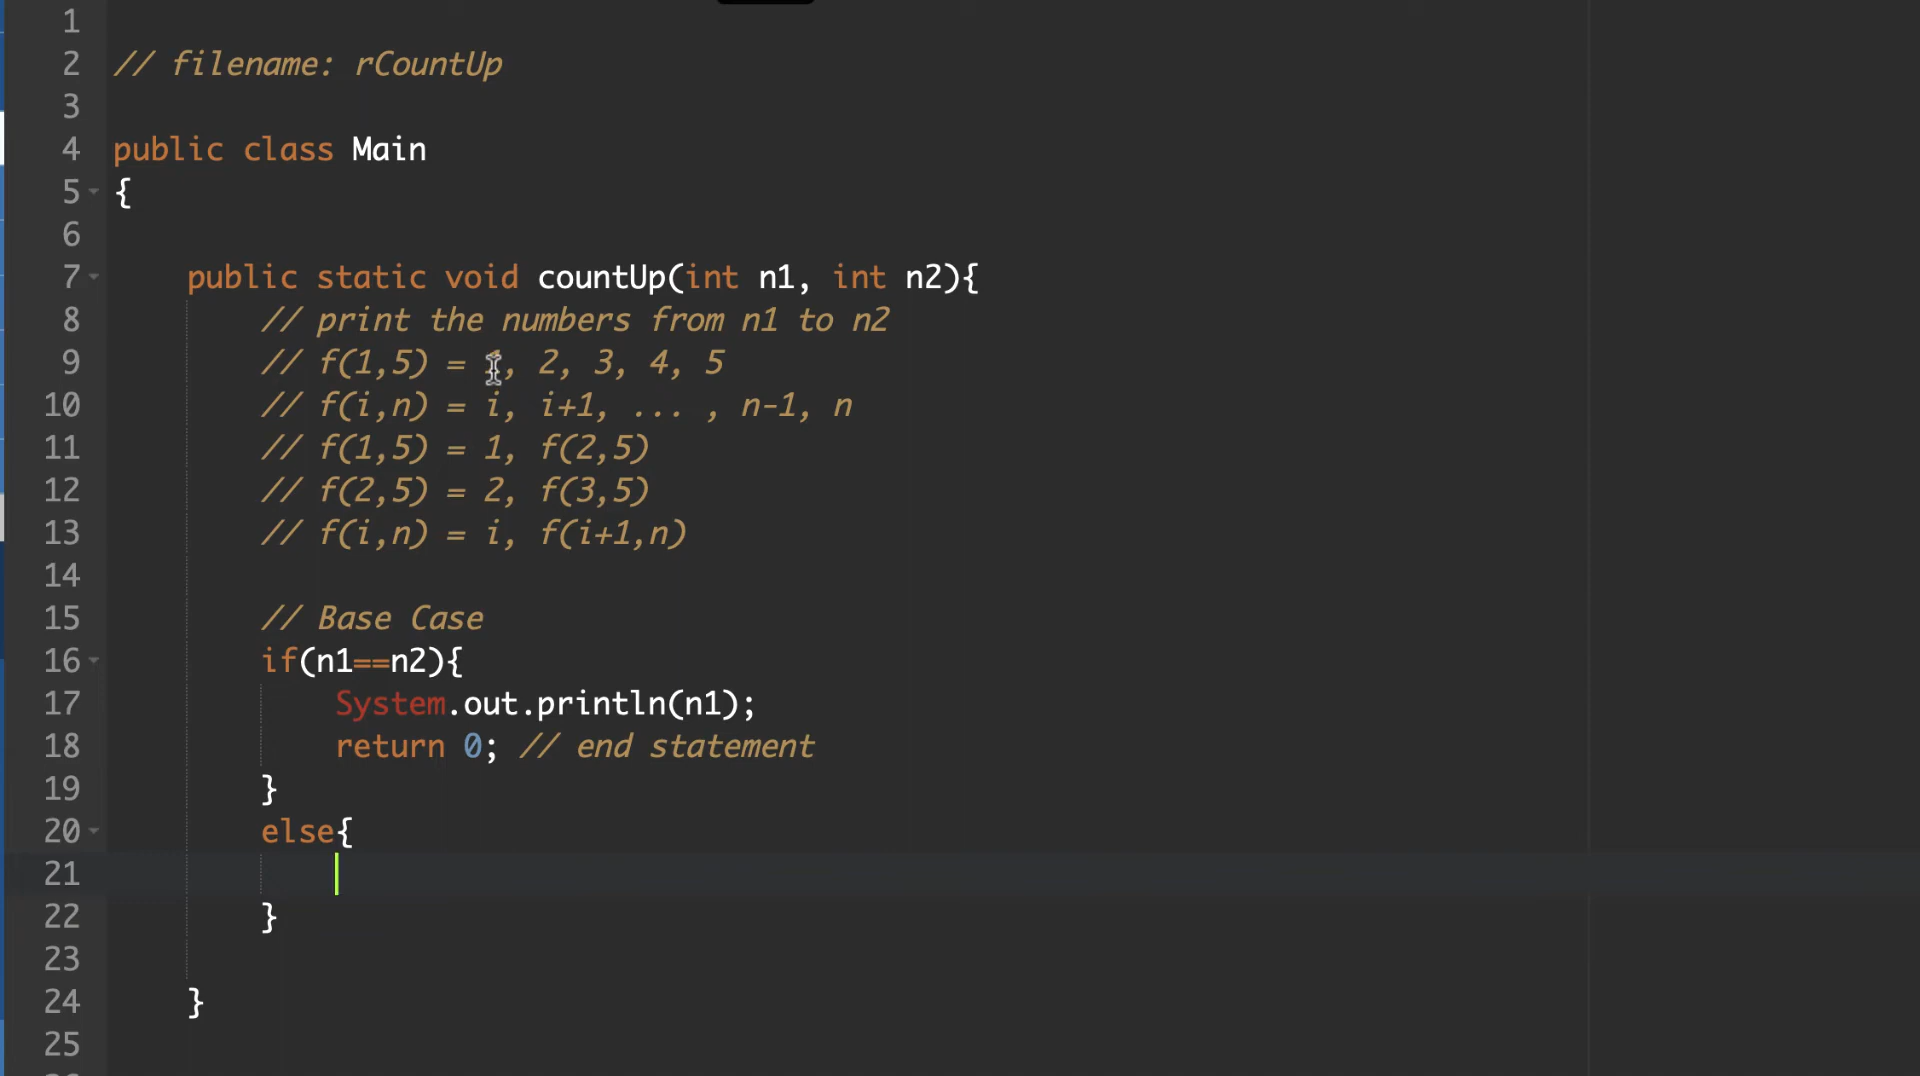 1
2 // filename: rCountUp
3
4 public class Main
5 {
6
7 public static void countUp(int n1, int n2){
8 // print the numbers from n1 to n2
9 // f(1,5) = 1, 2, 3, 4, 5
10 // f(i,n) = i, i+1, ... , n-1, n
11 // f(1,5) = 1, f(2,5)
12 // f(2,5) = 2, f(3,5)
13 // f(i,n) = i, f(i+1,n)
14
15 // Base Case
16 if(n1==n2){
17 System.out.println(n1);
18 return 0; // end statement
19 }
20 else{
21
22 }
23
24 }
25